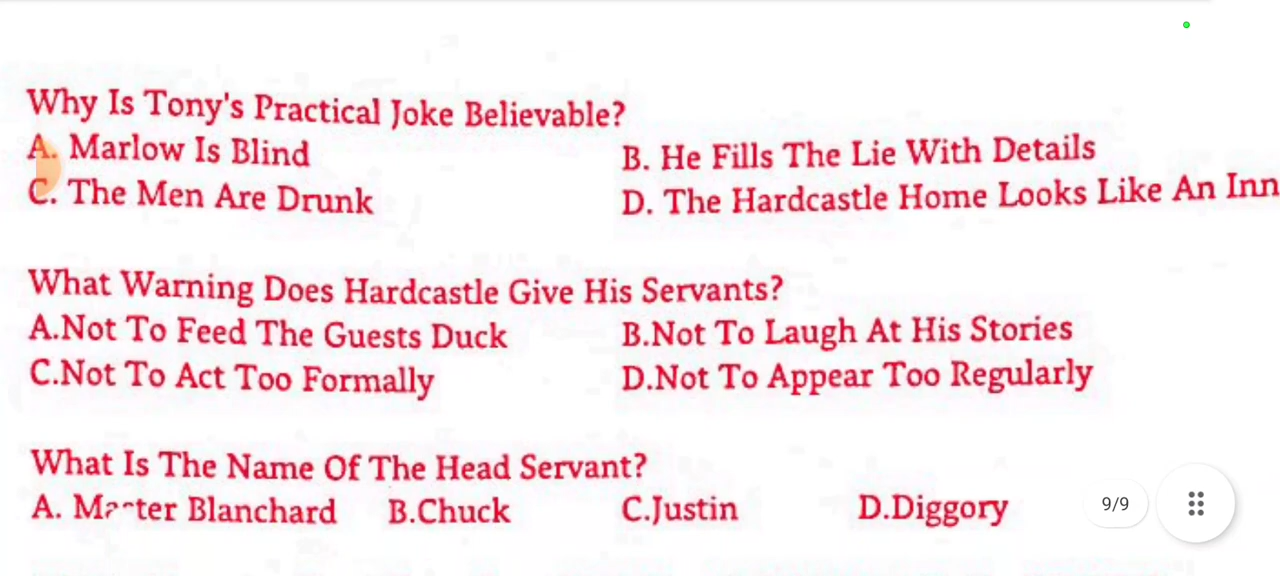 Why Is Tony's Practical Joke Believable?
A. Marlow Is Blind B. He Fills The Lie With Details
C. The Men Are Drunk D. The Hardcastle Home Looks Like An Inn
What Warning Does Hardcastle Give His Servants?
A.Not To Feed The Guests Duck B.Not To Laugh At His Stories
C.Not To Act Too Formally D.Not To Appear Too Regularly
What Is The Name Of The Head Servant?
A. Blanchard B.Chuck C.Justin D.Diggory
9/9